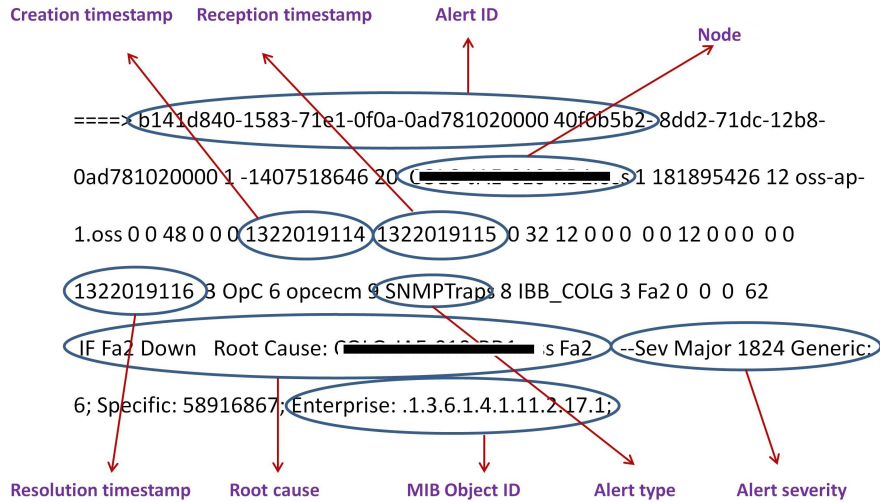 Creation timestamp Reception timestamp Alert ID
Node
====> b141d840-1583-71e1-0f0a-0ad781020000 40f0b5b2- 8dd2-71dc-12b8-
0ad781020000 1 -1407518646 20 s 1 181895426 12 oss-ap-
1.oss 0 0 48 0 0 0 1322019114 1322019115 0 32 12 0 0 0 0 0 12 0 0 0 0 0
1322019116 3 OpC 6 opcecm 9 SNMPTraps 8 IBB_COLG 3 Fa2 0 0 0 62
IF Fa2 Down Root Cause: ss Fa2 --Sev Major 1824 Generic:
6; Specific: 58916867; Enterprise: .1.3.6.1.4.1.11.2.17.1;
Resolution timestamp Root cause MIB Object ID Alert type Alert severity